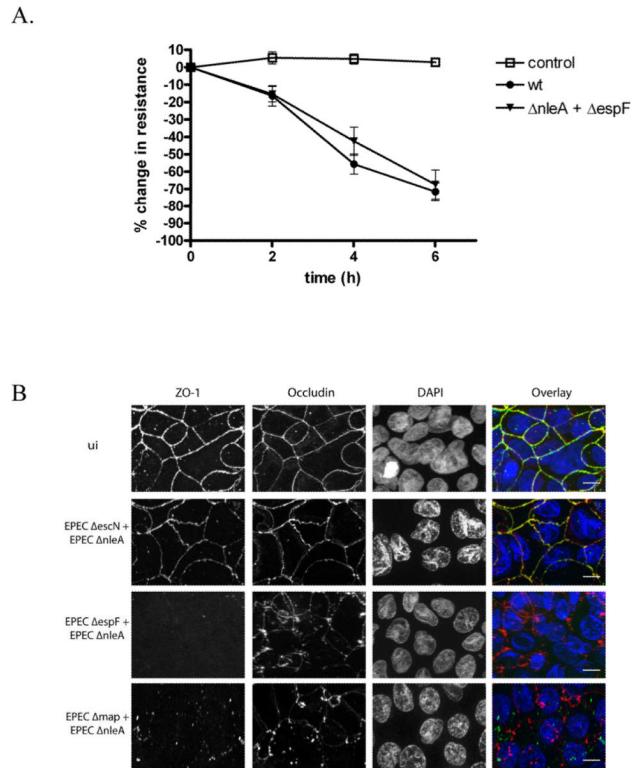 A.
10
0
-10
-20
-30
-40
-50
-60
-70
-80
-90
-100
% change in resistance
0
2
4
6
time (h)
control
wt
ΔnleA + ΔespF
B
ZO-1
Occludin
DAPI
Overlay
ui
EPEC ΔescN +
EPEC ΔnleA
EPEC ΔespF +
EPEC ΔnleA
EPEC Δmap +
EPEC ΔnleA